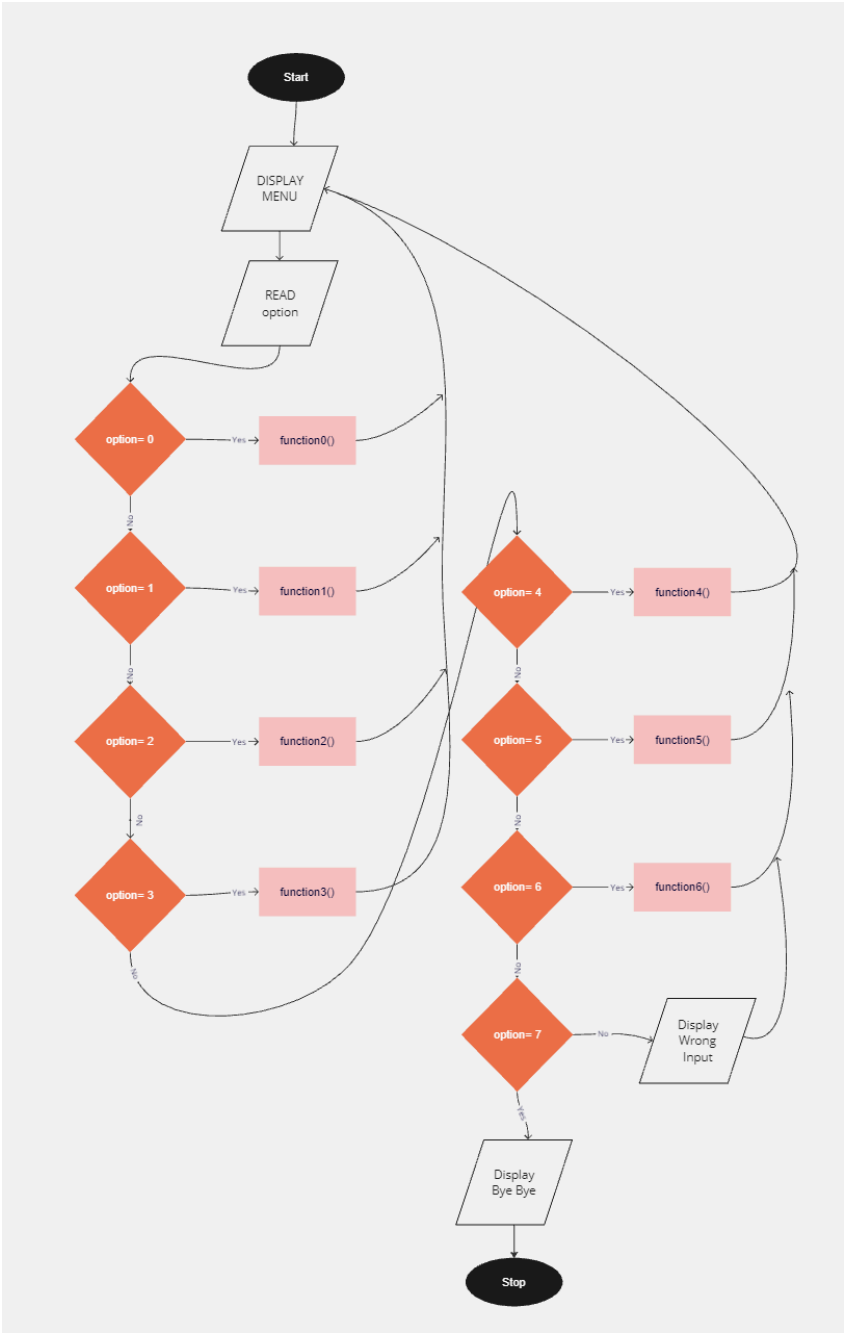 Start
DISPLAY
MENU
READ
option
option= 0
Yes
function0()
No
option= 1
Yes
function1()
No
option= 2
Yes
function2()
No
option= 3
Yes
function3()
No
option= 4
Yes
function4()
No
option= 5
Yes
function5()
No
option= 6
Yes
function6()
No
option= 7
No
Display
Wrong
Input
Yes
Display
Bye Bye
Stop